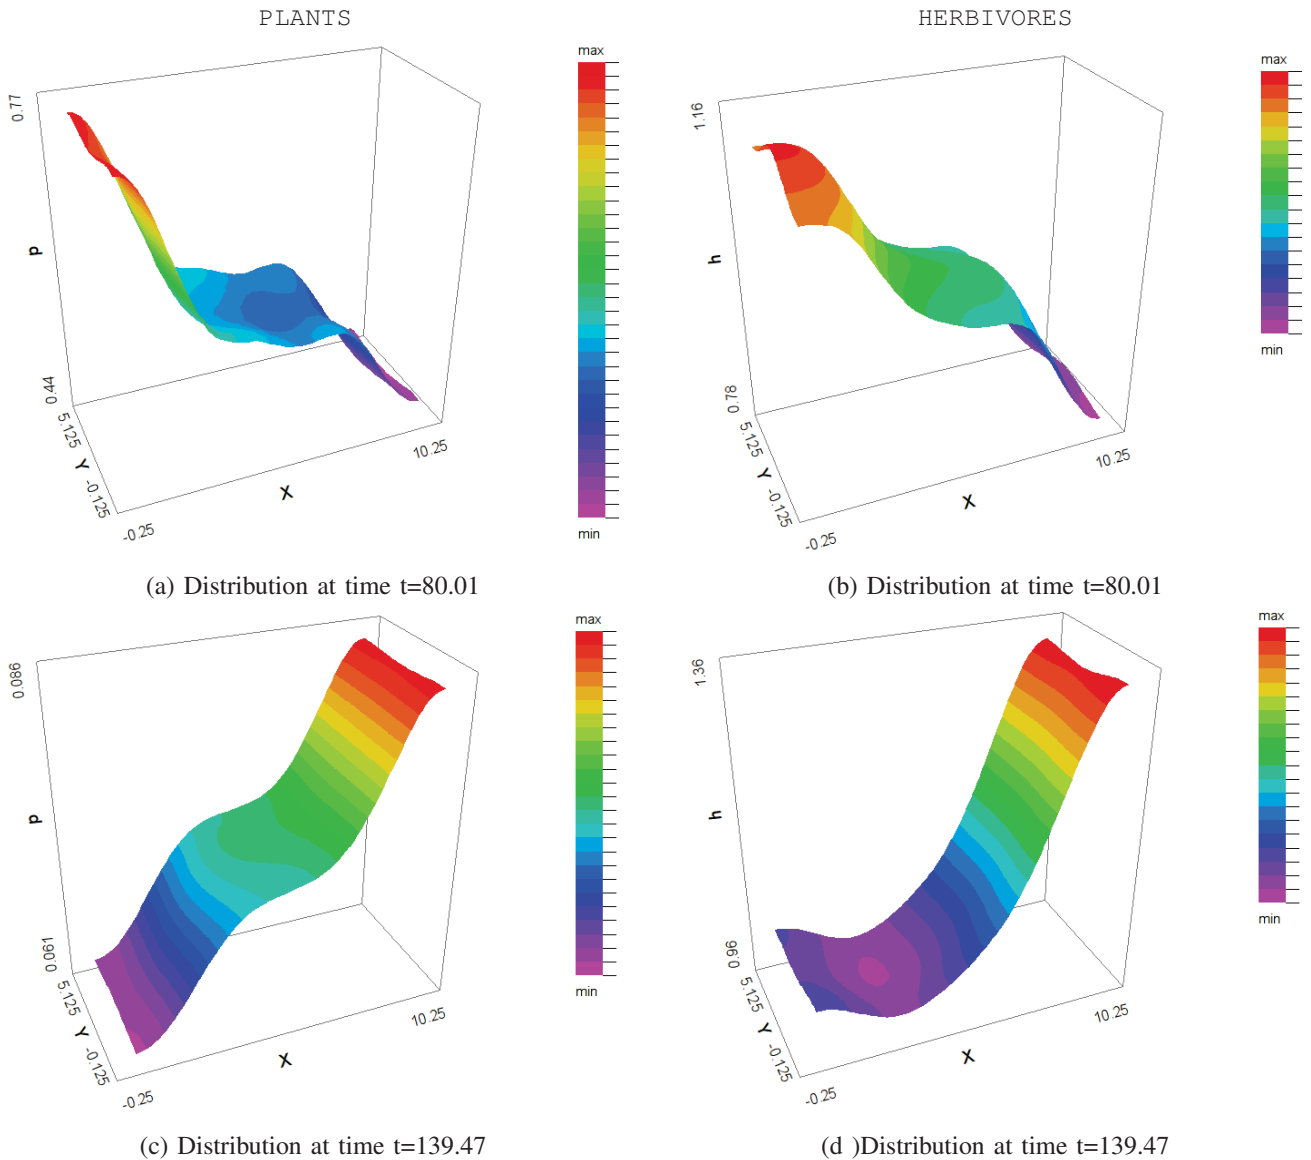 PLANTS
HERBIVORES
max
max
0.77
1.16
p
h
min
0.44
0.78
5.125
5.125
Y
Y
-0.125
-0.125
10.25
10.25
X
X
-0.25
-0.25
min
(a) Distribution at time t=80.01
(b) Distribution at time t=80.01
max
max
0.086
1.36
p
h
min
0.061
0.96
5.125
5.125
Y
Y
-0.125
-0.125
10.25
10.25
X
X
-0.25
-0.25
min
(c) Distribution at time t=139.47
(d )Distribution at time t=139.47